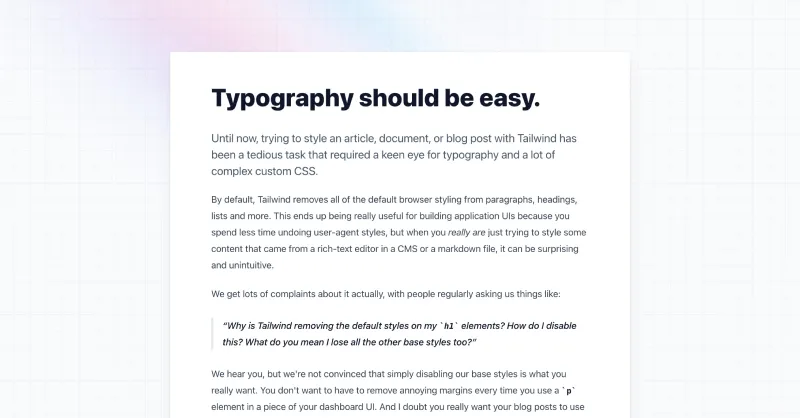 Typography should be easy.
Until now, trying to style an article, document, or blog post with Tailwind has
been a tedious task that required a keen eye for typography and a lot of
complex custom CSS.
By default, Tailwind removes all of the default browser styling from paragraphs, headings,
lists and more. This ends up being really useful for building application UIs because you
spend less time undoing user-agent styles, but when you really are just trying to style some
content that came from a rich-text editor in a CMS or a markdown file, it can be surprising
and unintuitive.
We get lots of complaints about it actually, with people regularly asking us things like:
“Why is Tailwind removing the default styles on my `h1` elements? How do I disable
this? What do you mean I lose all the other base styles too?”
We hear you, but we're not convinced that simply disabling our base styles is what you
really want. You don't want to have to remove annoying margins every time you use a `p`
element in a piece of your dashboard UI. And I doubt you really want your blog posts to use